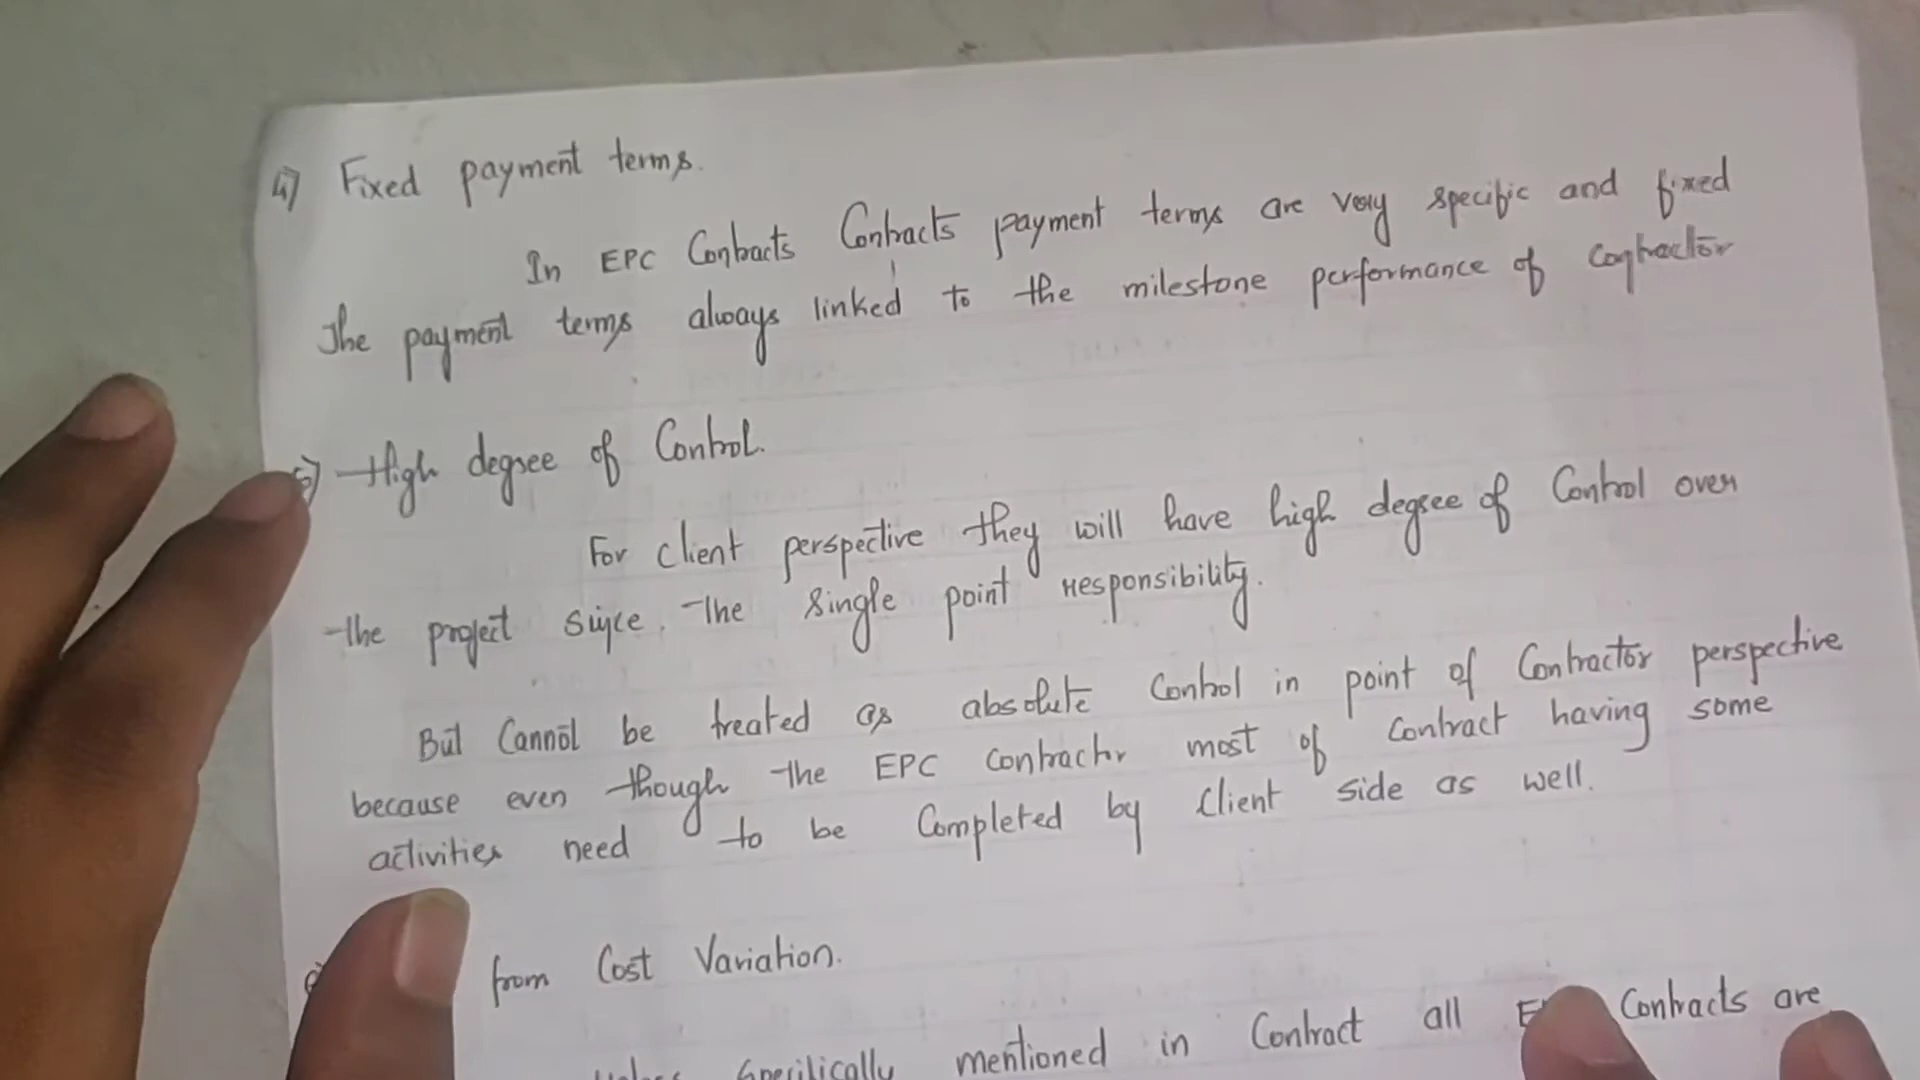 4) Fixed payment terms.
In EPC Contracts Contracts payment terms are very specific and fixed
The payment terms always linked to the milestone performance of contractor
5) High degree of Control.
For client perspective they will have high degree of Control over
the project since the single point responsibility.
But Cannot be treated as absolute Control in point of Contractor perspective
because even though the EPC contractor most of contract having some
activities need to be Completed by Client side as well.
from Cost Variation.
Specifically mentioned in Contract all Contracts are